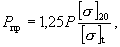 Pпр = 1,25P [σ]20 / [σ]t ,